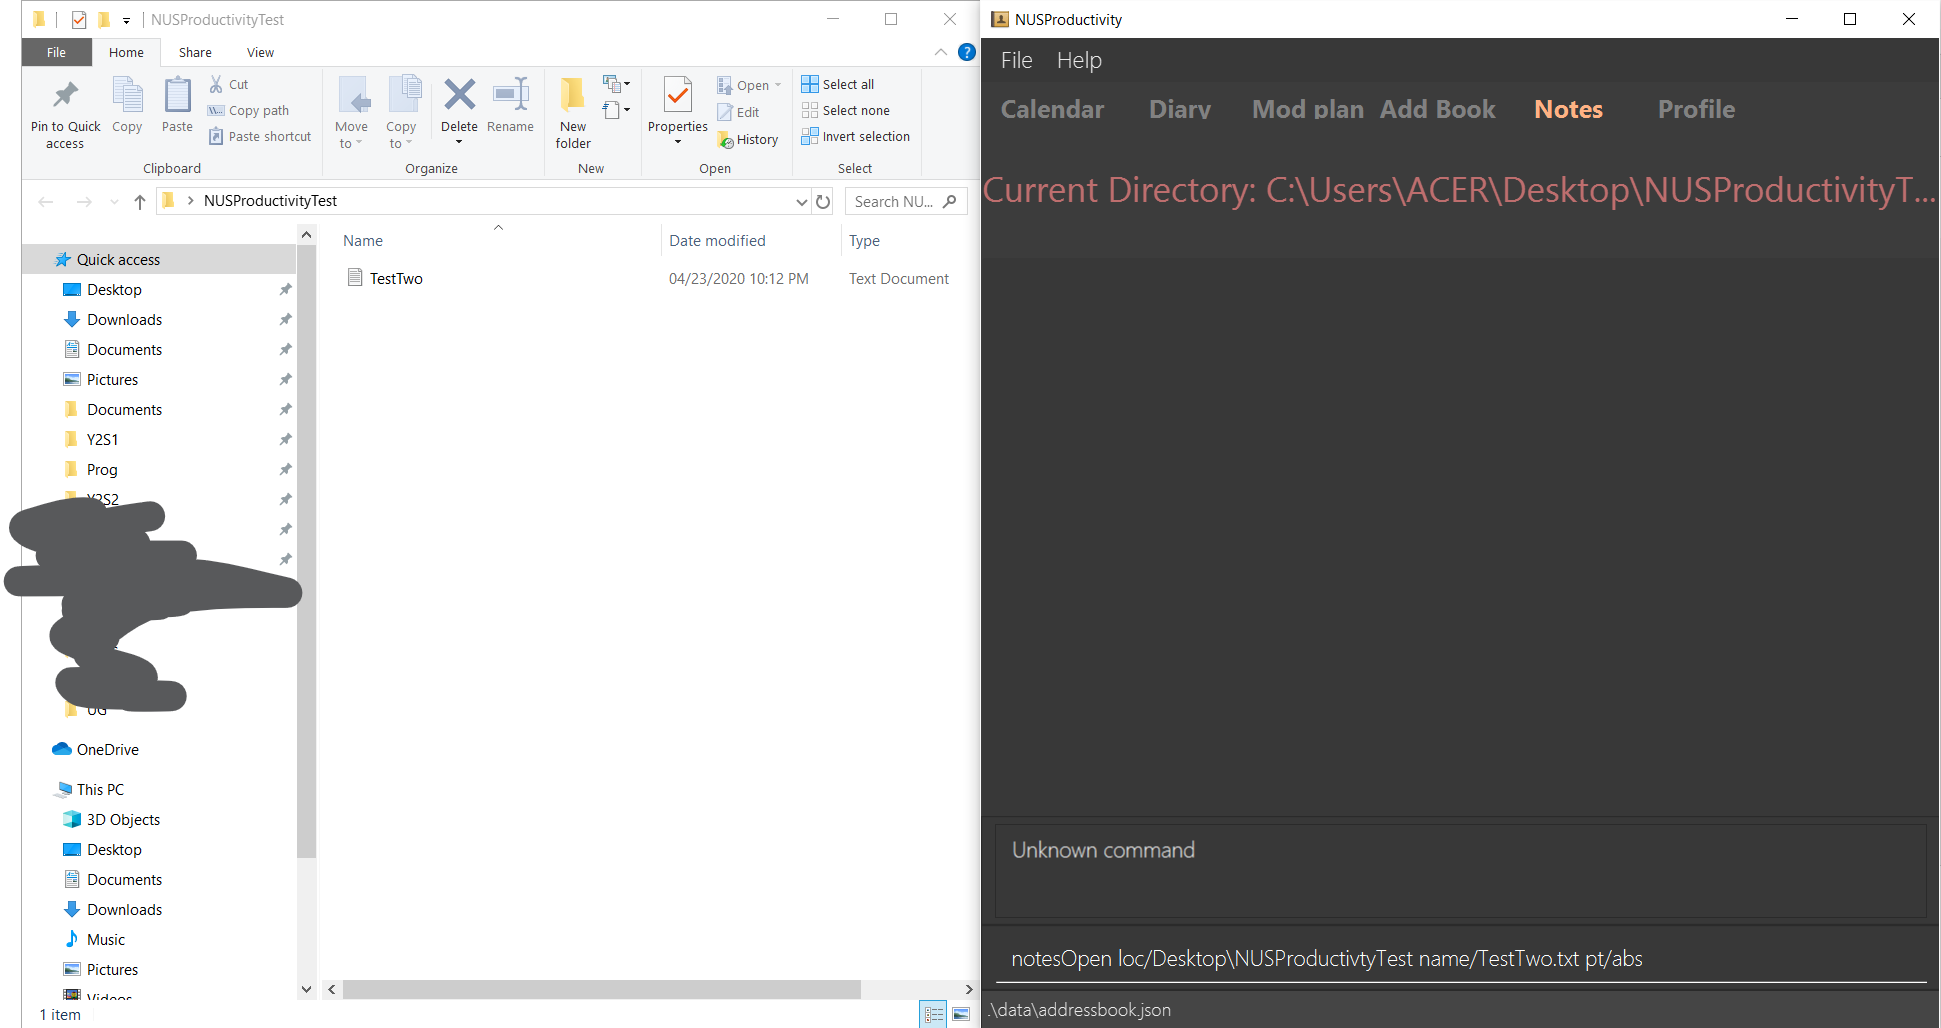 NUSProductivityTest
File Home Share View
Pin to Quick access
Copy
Paste
Cut
Copy path
Paste shortcut
Clipboard
Move to
Copy to
Delete
Rename
Organize
New folder
New
Properties
Open
Edit
History
Open
Select all
Select none
Invert selection
Select
NUSProductivityTest
Search NU...
Name Date modified Type
TestTwo 04/23/2020 10:12 PM Text Document
Quick access
Desktop
Downloads
Documents
Pictures
Documents
Y2S1
Prog
Y2S2
UG
OneDrive
This PC
3D Objects
Desktop
Documents
Downloads
Music
Pictures
Videos
1 item
NUSProductivity
File Help
Calendar Diary Mod plan Add Book Notes Profile
Current Directory: C:\Users\ACER\Desktop\NUSProductivityT...
Unknown command
notesOpen loc/Desktop\NUSProductivtyTest name/TestTwo.txt pt/abs
.\data\addressbook.json